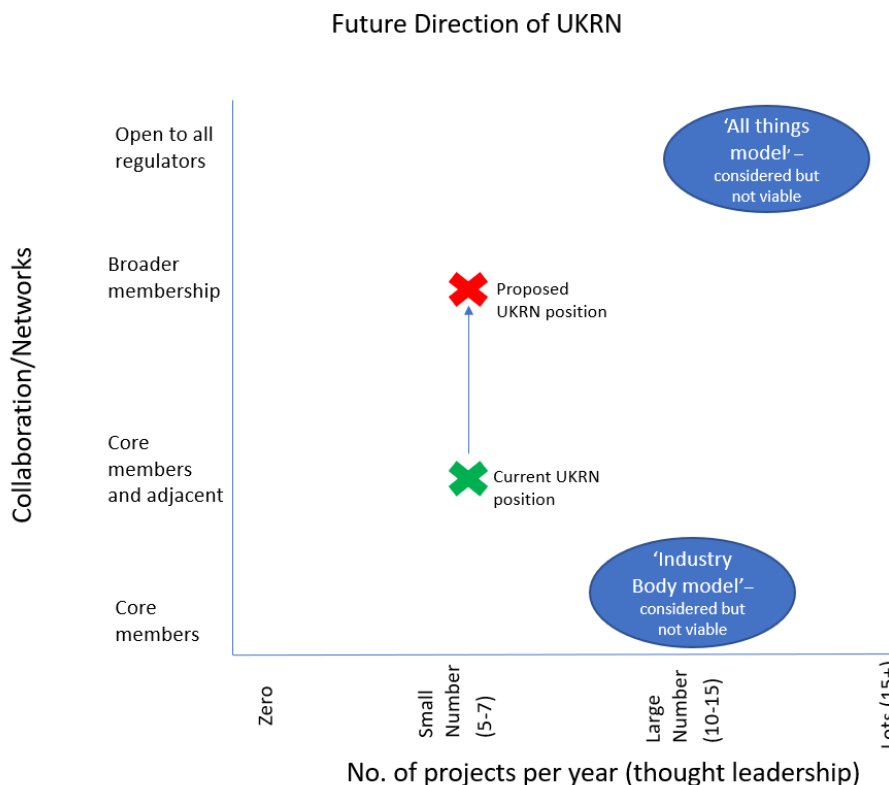 Future Direction of UKRN
Collaboration/Networks
Open to all
regulators
‘All things
model’ –
considered but
not viable
Broader
membership
Proposed
UKRN position
Core
members
and adjacent
Current UKRN
position
‘Industry
Body model’–
considered but
not viable
Core
members
Zero
Small
Number
(5-7)
Large
Number
(10-15)
Lots (15+)
No. of projects per year (thought leadership)